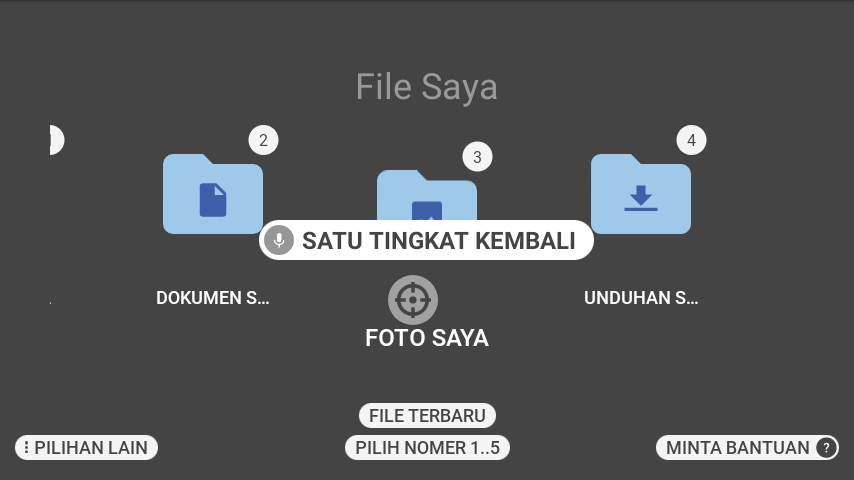 File Saya
2
3
4
SATU TINGKAT KEMBALI
DOKUMEN S...
UNDUHAN S...
FOTO SAYA
FILE TERBARU
PILIHAN LAIN
PILIH NOMER 1..5
MINTA BANTUAN ?